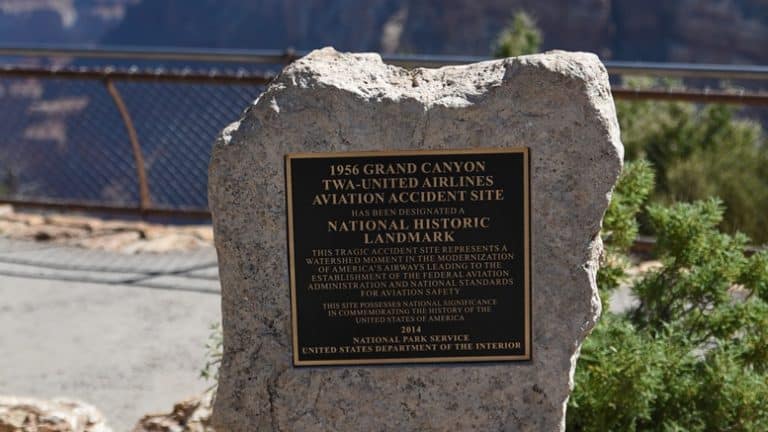 1956 GRAND CANYON
TWA-UNITED AIRLINES
AVIATION ACCIDENT SITE
HAS BEEN DESIGNATED A
NATIONAL HISTORIC
LANDMARK
THIS TRAGIC ACCIDENT SITE REPRESENTS A
WATERSHED MOMENT IN THE MODERNIZATION
OF AMERICA'S AIRWAYS LEADING TO THE
ESTABLISHMENT OF THE FEDERAL AVIATION
ADMINISTRATION AND NATIONAL STANDARDS
FOR AVIATION SAFETY
THIS SITE POSSESSES NATIONAL SIGNIFICANCE
IN COMMEMORATING THE HISTORY OF THE
UNITED STATES OF AMERICA
2014
NATIONAL PARK SERVICE
UNITED STATES DEPARTMENT OF THE INTERIOR